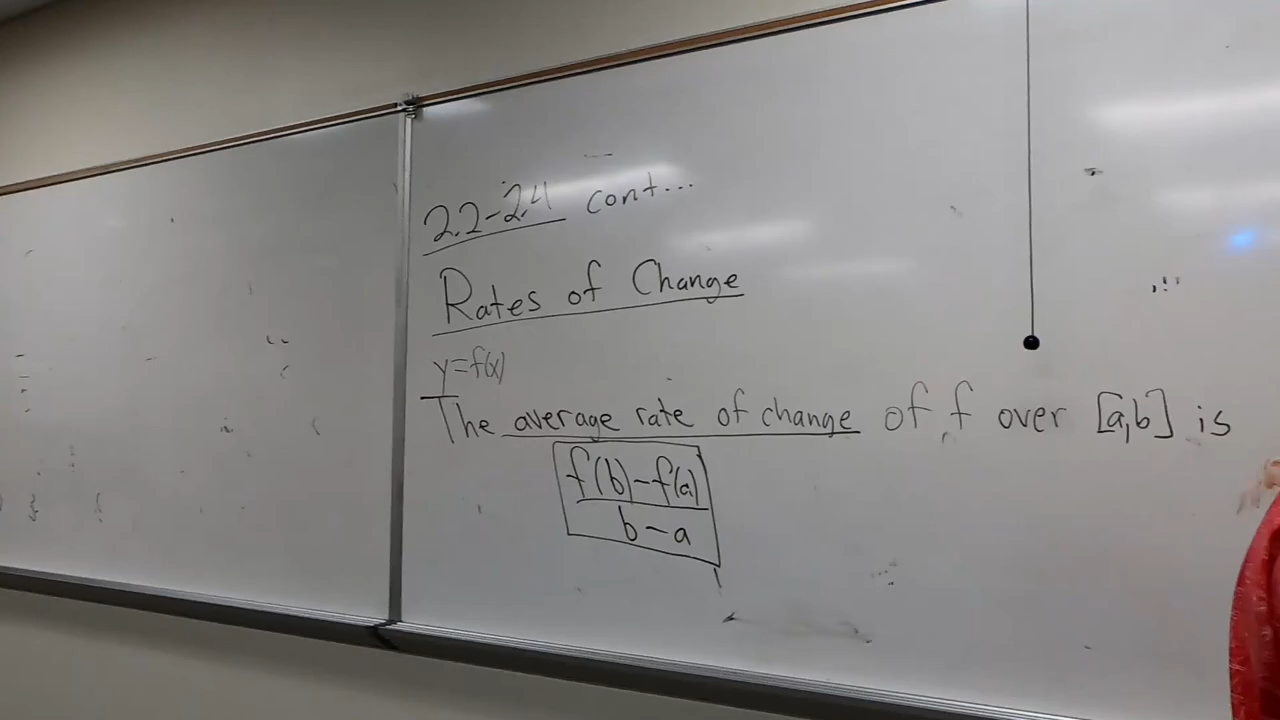 2.2-2.4 cont...
Rates of Change
y=f(x)
The average rate of change of f over [a,b] is
f(b)-f(a)
b-a